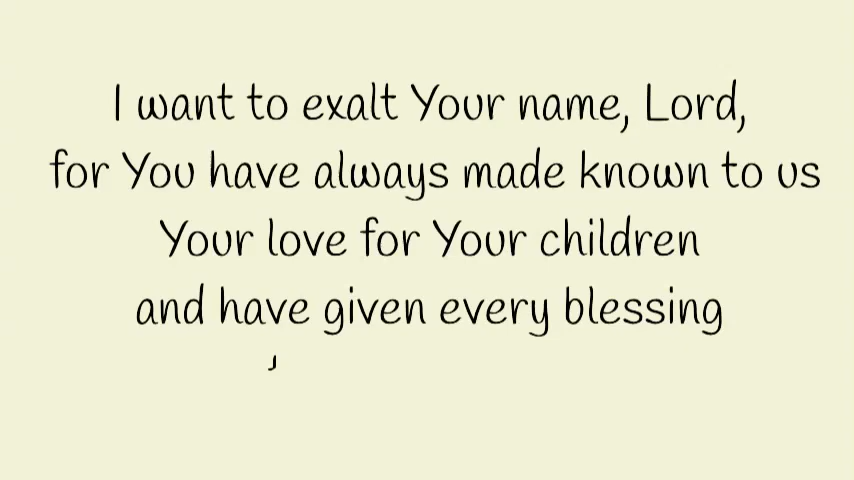 I want to exalt Your name, Lord,
for You have always made known to us
Your love for Your children
and have given every blessing